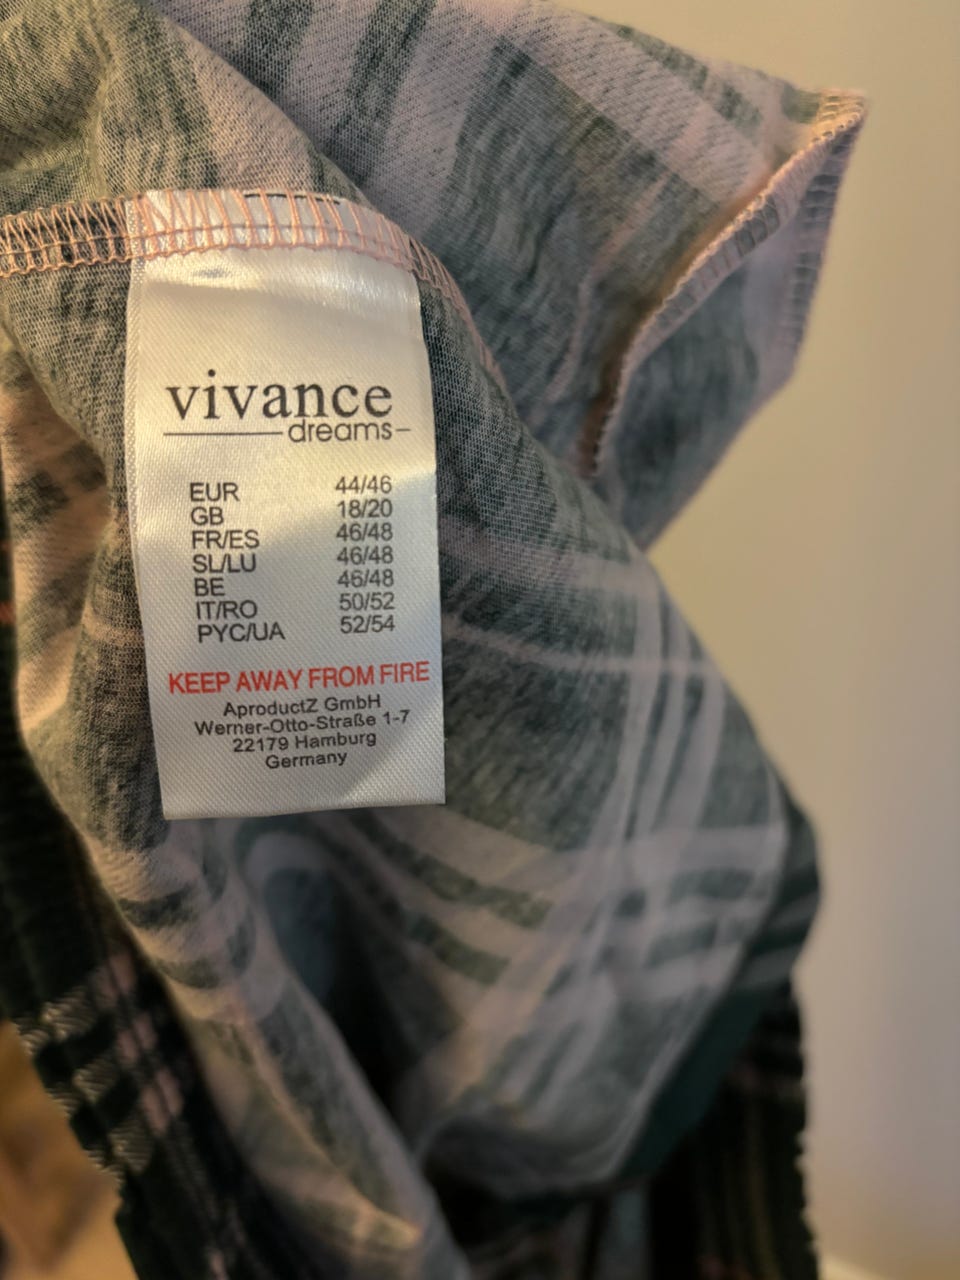 vivance
dreams
EUR 44/46
GB 18/20
FR/ES 46/48
SL/LU 46/48
BE 46/48
IT/RO 50/52
PYC/UA 52/54
KEEP AWAY FROM FIRE
AproductZ GmbH
Werner-Otto-Straße 1-7
22179 Hamburg
Germany